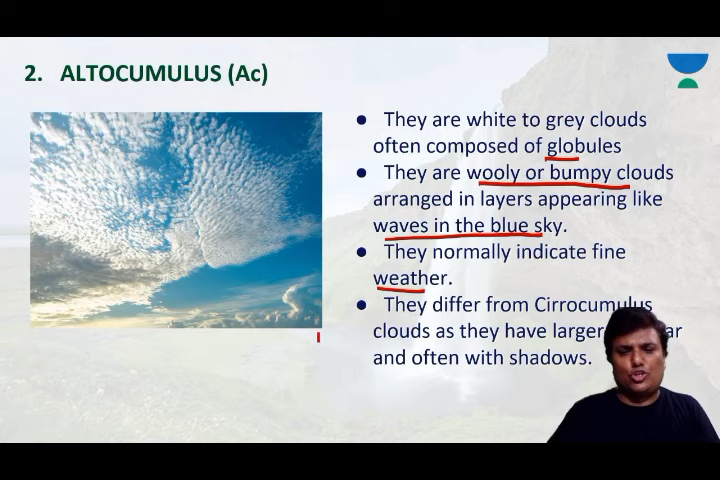 2. ALTOCUMULUS (Ac)
● They are white to grey clouds
often composed of globules
● They are wooly or bumpy clouds
arranged in layers appearing like
waves in the blue sky.
● They normally indicate fine
weather.
● They differ from Cirrocumulus
clouds as they have larger
and often with shadows.